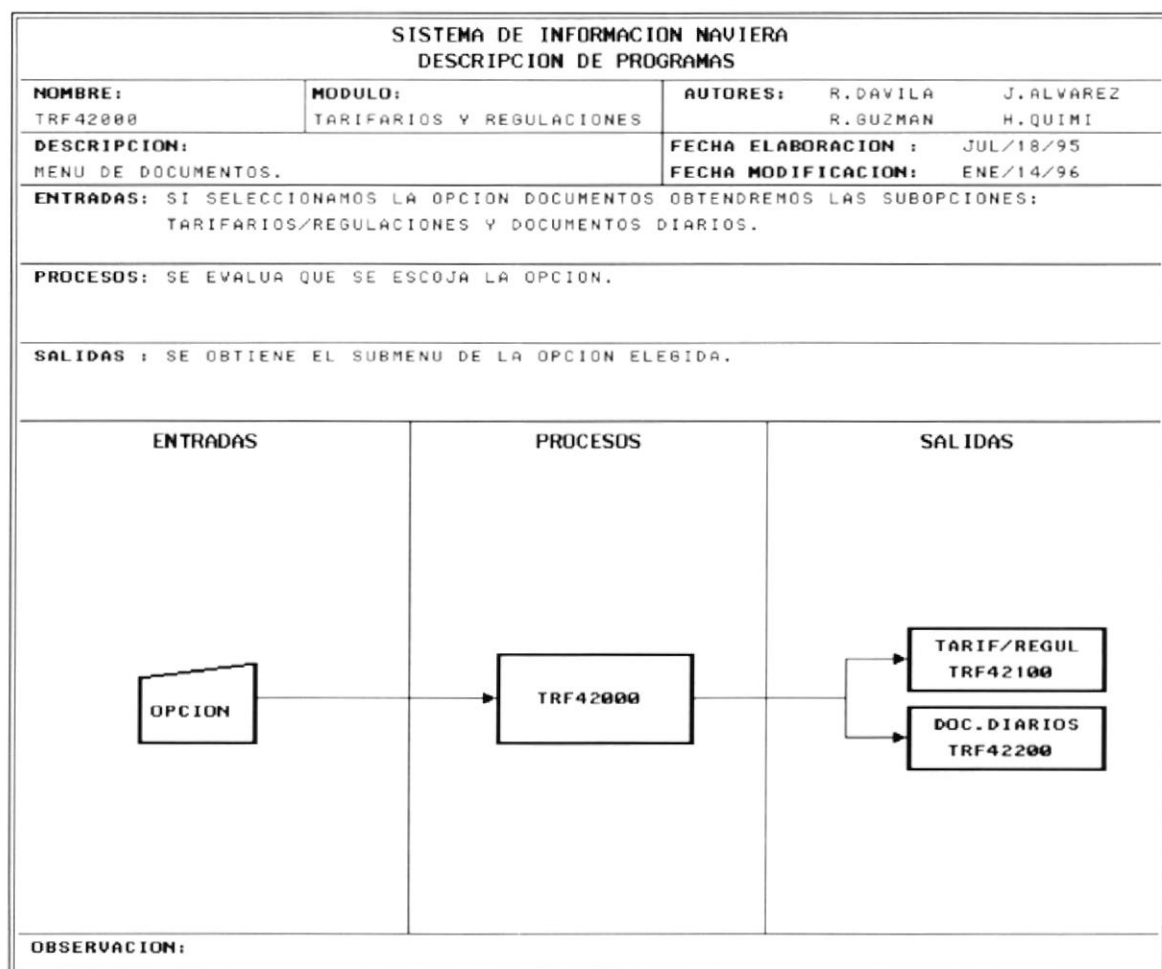 SISTEMA DE INFORMACION NAVIERA
DESCRIPCION DE PROGRAMAS
NOMBRE:
TRF42000
MODULO:
TARIFARIOS Y REGULACIONES
AUTORES: R.DAVILA J.ALVAREZ
R.GUZMAN H.QUIMI
DESCRIPCION:
MENU DE DOCUMENTOS.
FECHA ELABORACION : JUL/18/95
FECHA MODIFICACION: ENE/14/96
ENTRADAS: SI SELECCIONAMOS LA OPCION DOCUMENTOS OBTENDREMOS LAS SUBOPCIONES:
TARIFARIOS/REGULACIONES Y DOCUMENTOS DIARIOS.
PROCESOS: SE EVALUA QUE SE ESCOJA LA OPCION.
SALIDAS : SE OBTIENE EL SUBMENU DE LA OPCION ELEGIDA.
ENTRADAS
PROCESOS
SALIDAS
OPCION
TRF42000
TARIF/REGUL
TRF42100
DOC.DIARIOS
TRF42200
OBSERVACION: